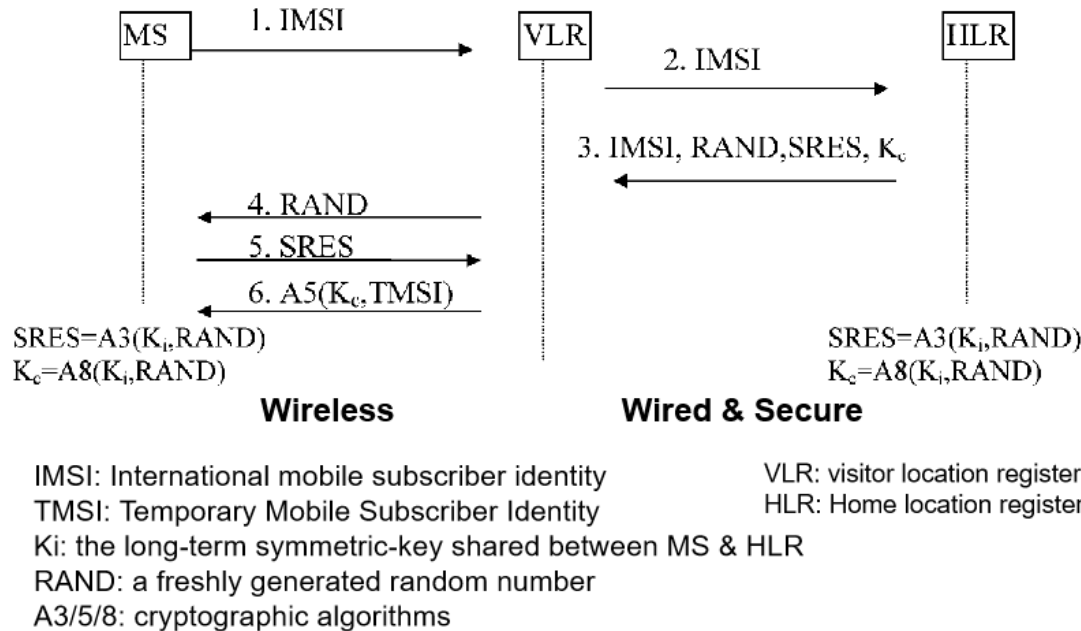 MS
1. IMSI
VLR
HLR
2. IMSI
3. IMSI, RAND,SRES, Kc
4. RAND
5. SRES
6. A5(Kc,TMSI)
SRES=A3(Ki,RAND)
Kc=A8(Ki,RAND)
SRES=A3(Ki,RAND)
Kc=A8(Ki,RAND)
Wireless
Wired & Secure
IMSI: International mobile subscriber identity
TMSI: Temporary Mobile Subscriber Identity
Ki: the long-term symmetric-key shared between MS & HLR
RAND: a freshly generated random number
A3/5/8: cryptographic algorithms
VLR: visitor location register
HLR: Home location register